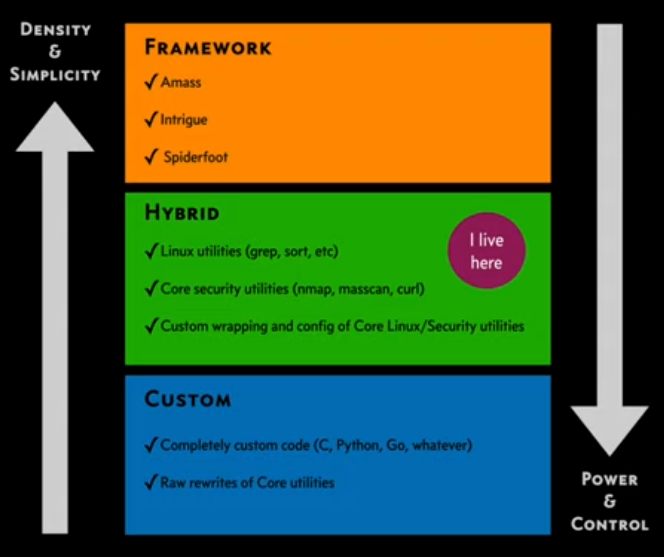 DENSITY
&
SIMPLICITY
FRAMEWORK
✓ Amass
✓ Intrigue
✓ Spiderfoot
HYBRID
✓ Linux utilities (grep, sort, etc)
✓ Core security utilities (nmap, masscan, curl)
✓ Custom wrapping and config of Core Linux/Security utilities
I live
here
CUSTOM
✓ Completely custom code (C, Python, Go, whatever)
✓ Raw rewrites of Core utilities
POWER
&
CONTROL